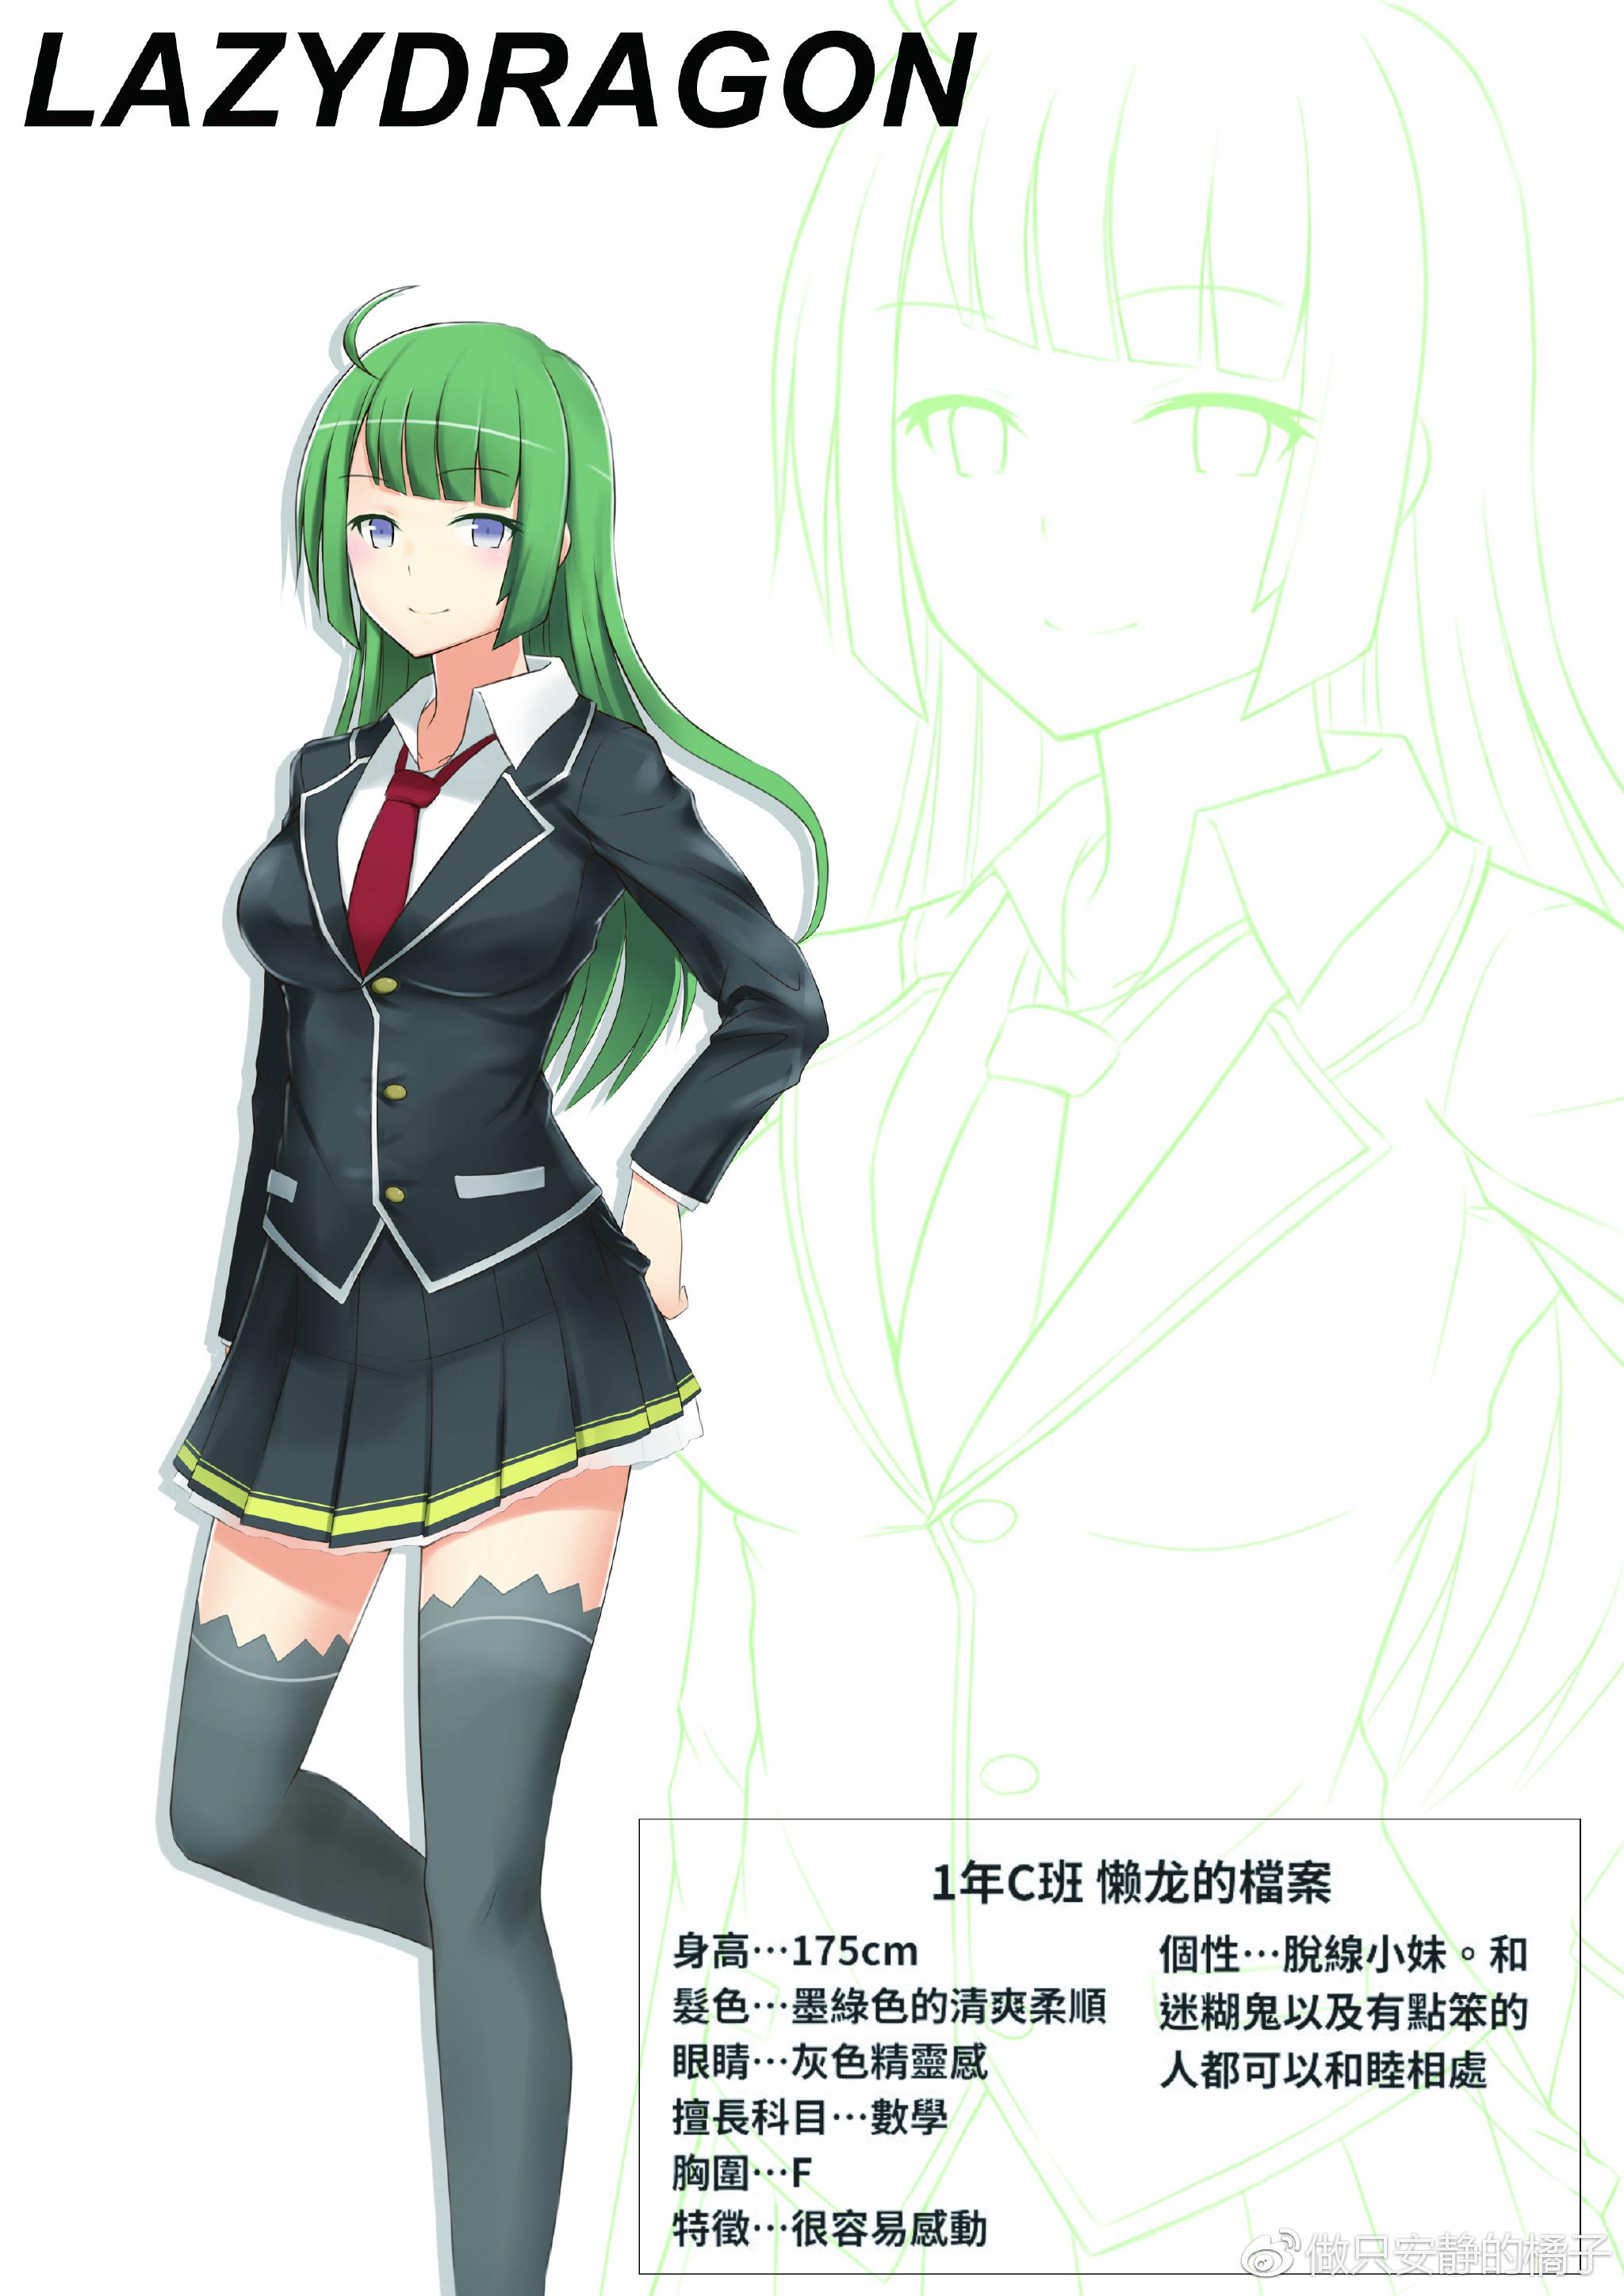 LAZYDRAGON
1年C班 懒龙的檔案
身高…175cm
髮色…墨綠色的清爽柔順
眼睛…灰色精靈感
擅長科目…數學
胸圍…F
特徵…很容易感動
個性…脫線小妹。和
迷糊鬼以及有點笨的
人都可以和睦相處
做只安静的橘子